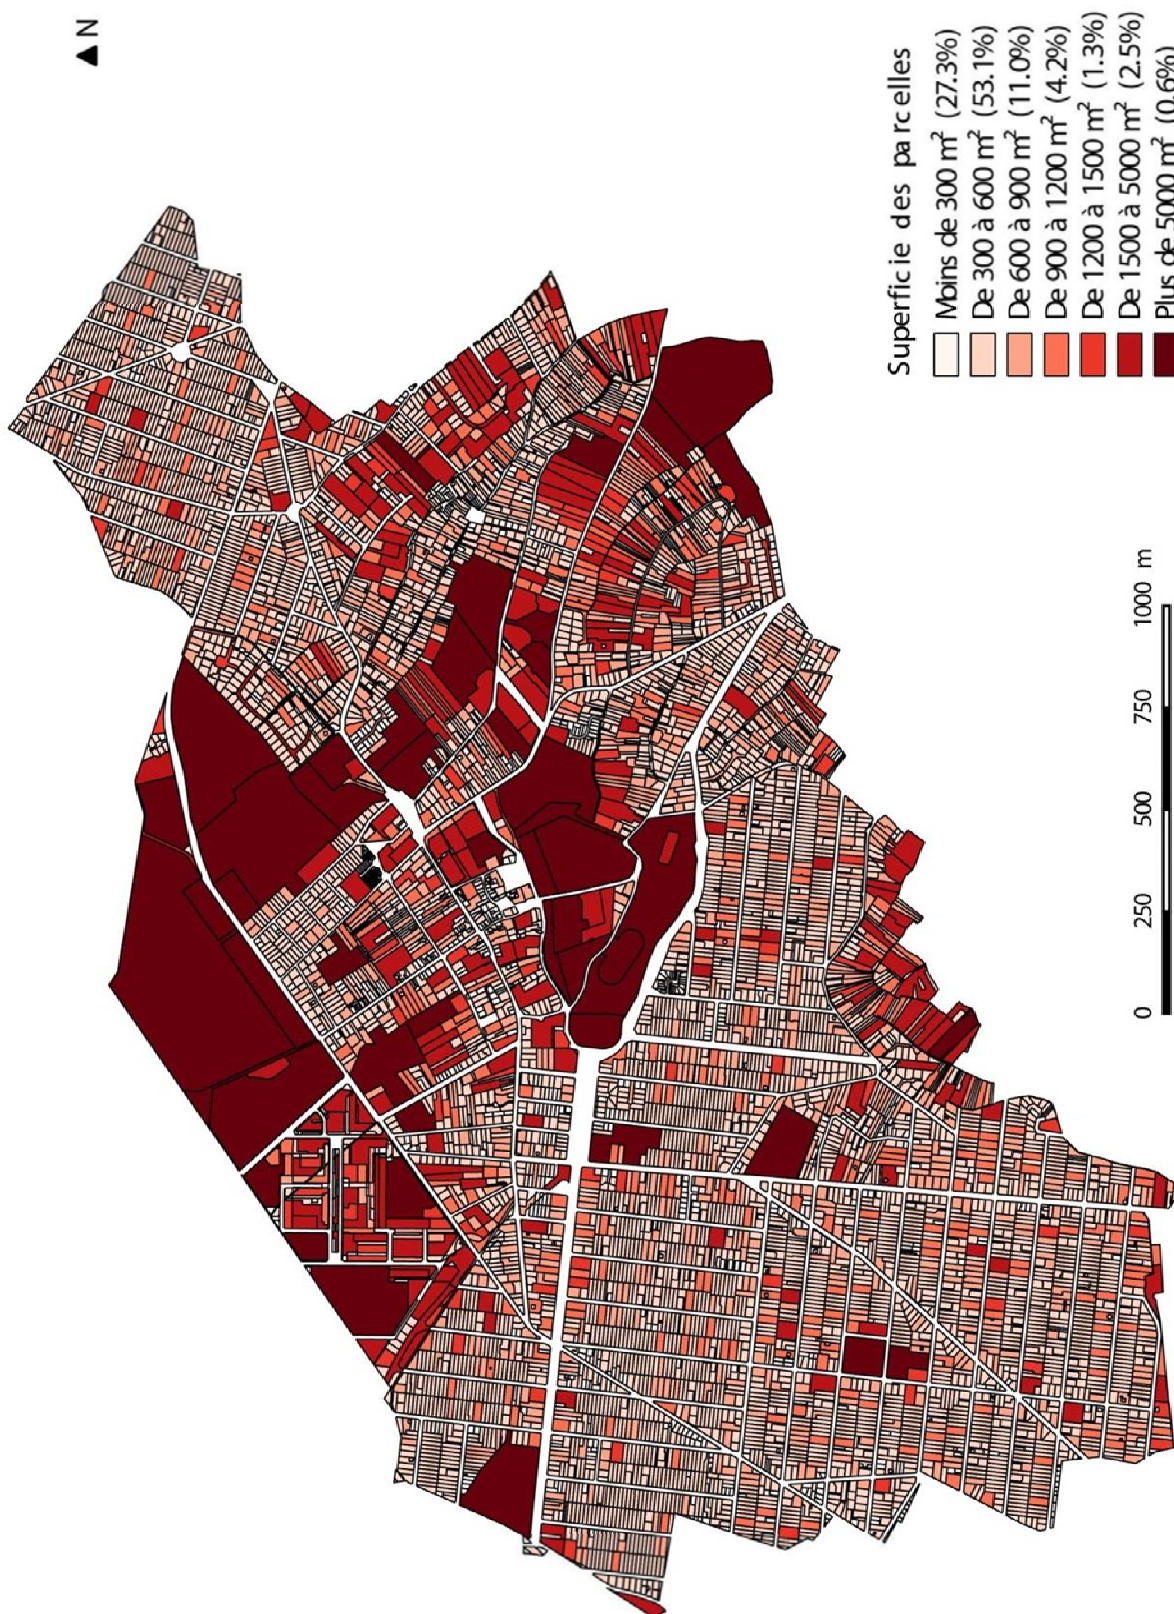 N
Superficie des parcelles
Moins de 300 m² (27.3%)
De 300 à 600 m² (53.1%)
De 600 à 900 m² (11.0%)
De 900 à 1200 m² (4.2%)
De 1200 à 1500 m² (1.3%)
De 1500 à 5000 m² (2.5%)
Plus de 5000 m² (0.6%)
0 250 500 750 1000 m